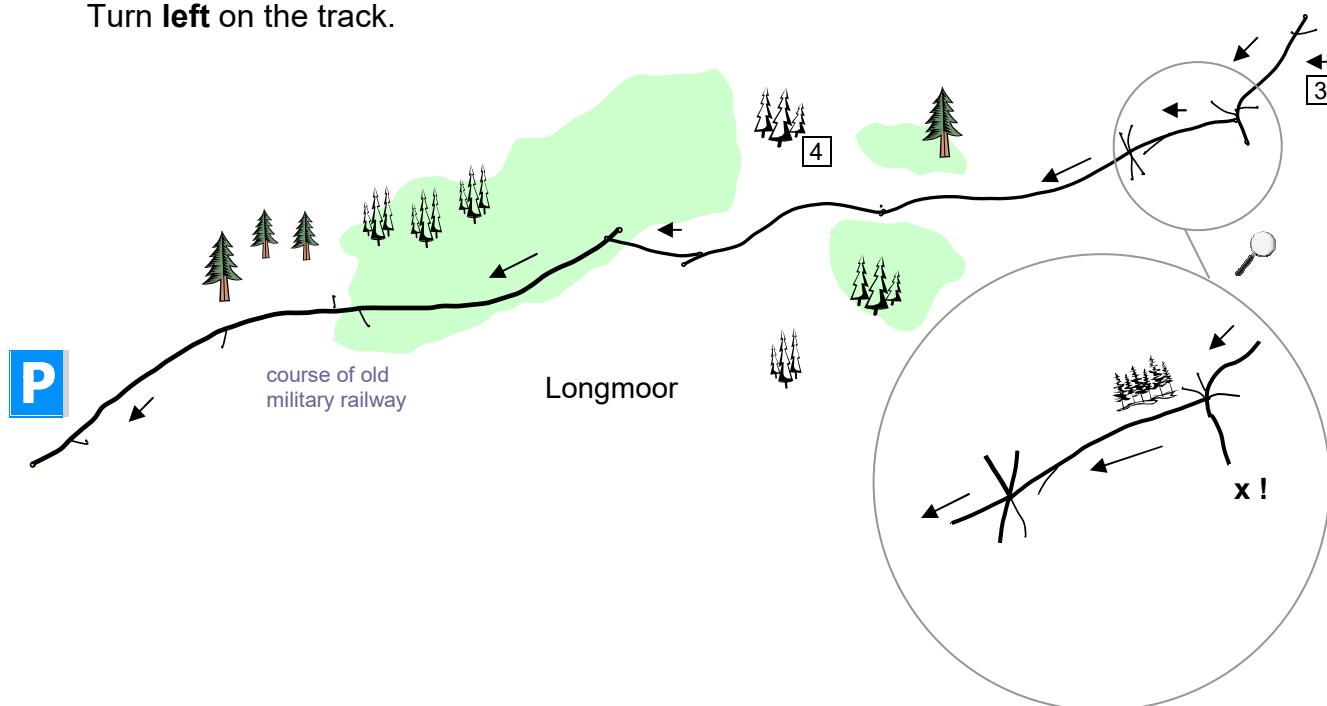 Turn left on the track.
3
4
P
course of old
military railway
Longmoor
x !